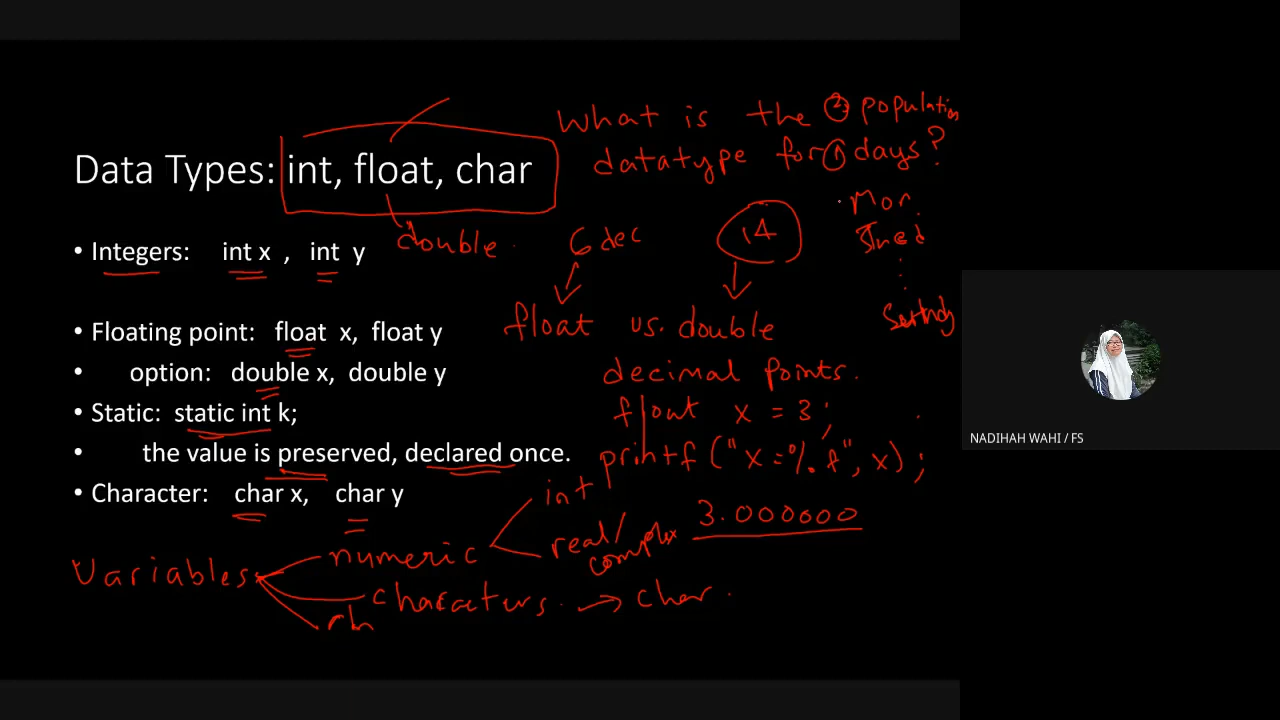 What is the ② population
datatype for ① days?
Data Types: int, float, char
Mon
double.
6 dec
14
• Integers: int x , int y
float vs. double
• Floating point: float x, float y
• option: double x, double y
decimal points.
• Static: static int k;
float x = 3;
• the value is preserved, declared once.
printf ("x=%f", x);
• Character: char x, char y
int
3.000000
real/
complex
Variables
numeric
characters. → char.
NADIHAH WAHI / FS